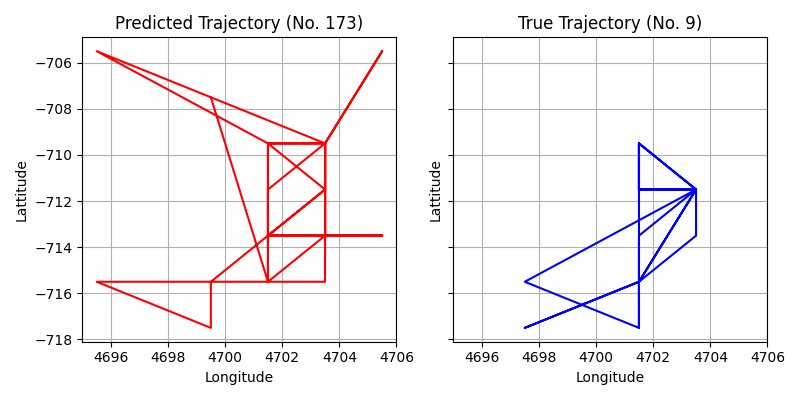 Predicted Trajectory (No. 173)
True Trajectory (No. 9)
Lattitude
−706
−708
−710
−712
−714
−716
−718
4696 4698 4700 4702 4704 4706
Longitude
Lattitude
4696 4698 4700 4702 4704 4706
Longitude